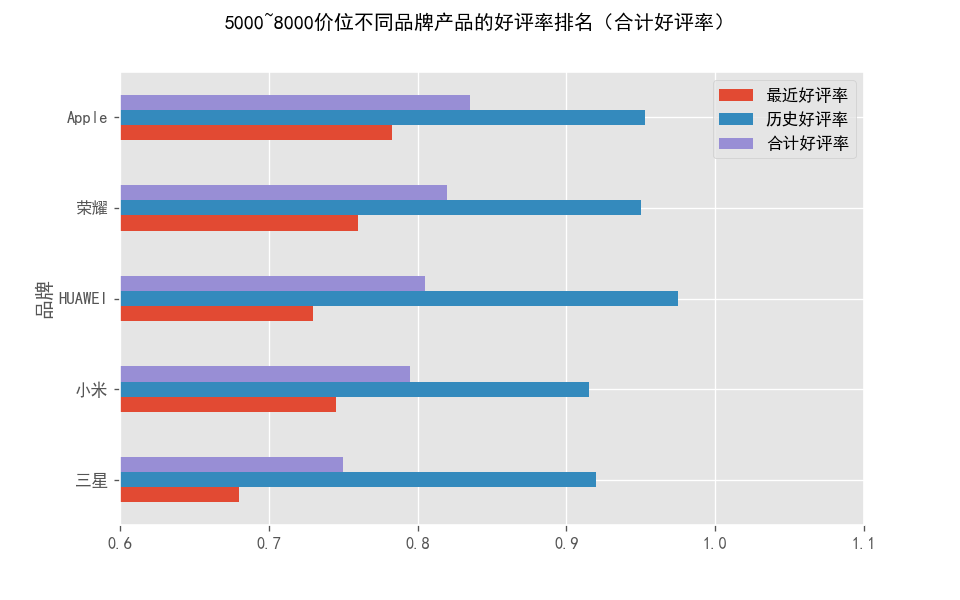 5000~8000价位不同品牌产品的好评率排名（合计好评率）
最近好评率
历史好评率
合计好评率
品牌
Apple
荣耀
HUAWEI
小米
三星
0.6
0.7
0.8
0.9
1.0
1.1